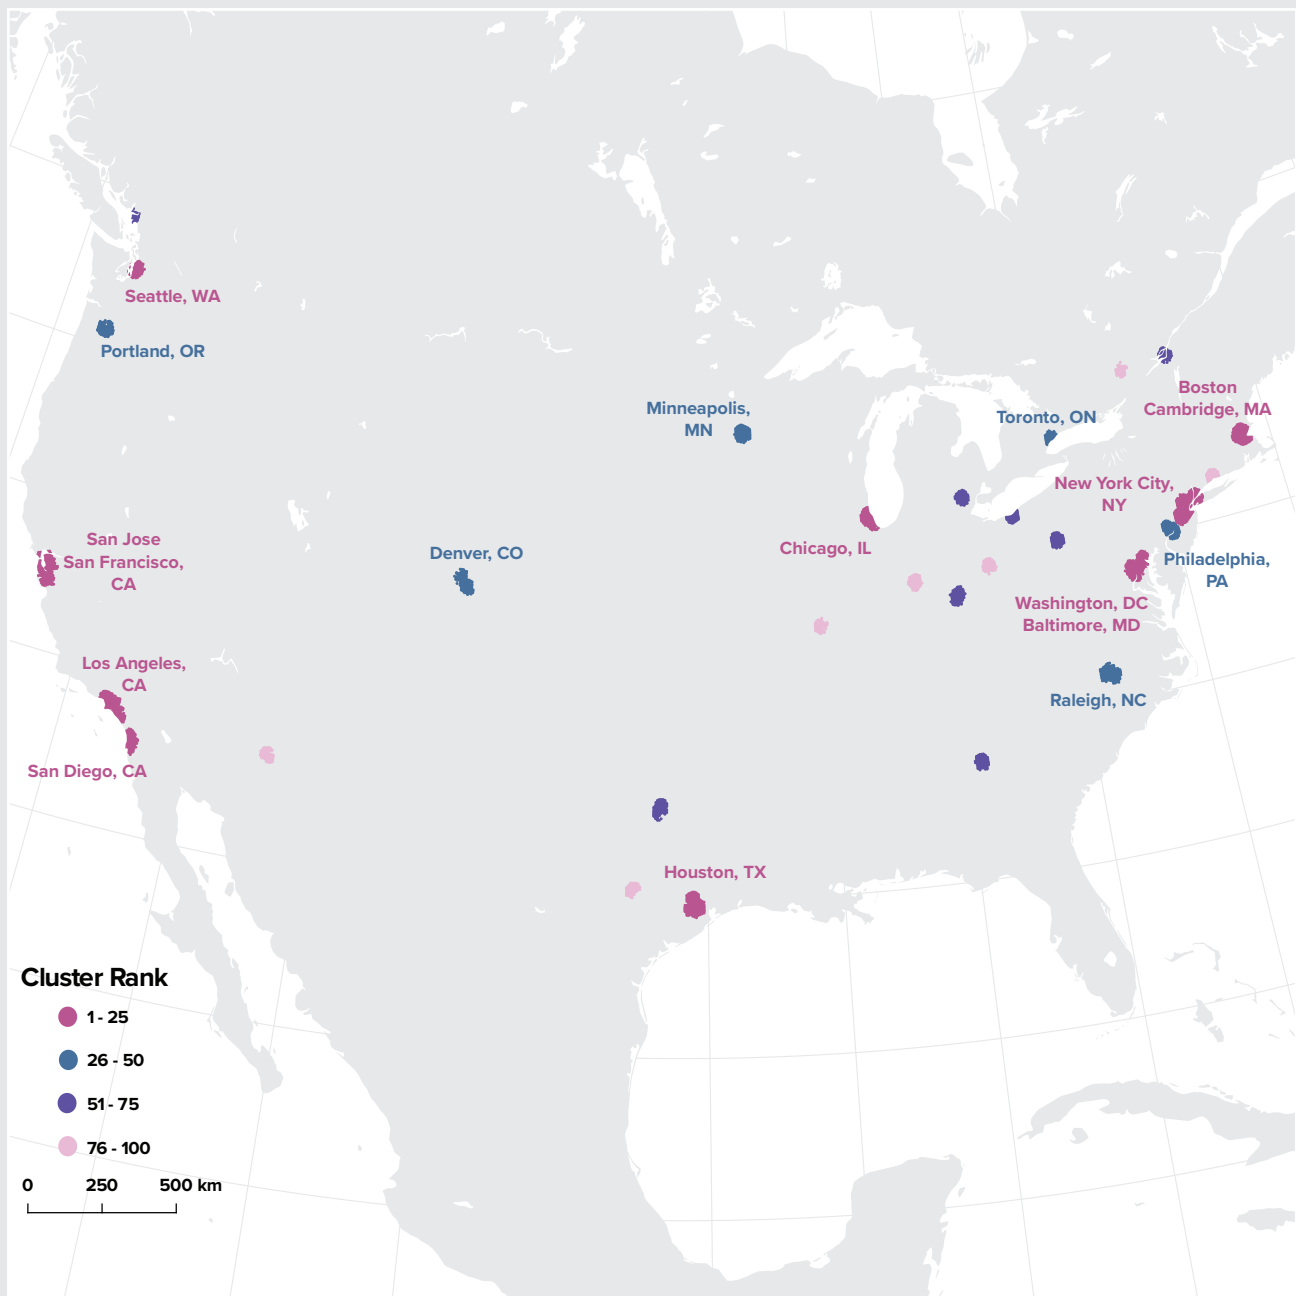 Seattle, WA
Portland, OR
Boston
Cambridge, MA
Minneapolis,
MN
Toronto, ON
New York City,
NY
San Jose
San Francisco,
CA
Chicago, IL
Denver, CO
Philadelphia,
PA
Washington, DC
Baltimore, MD
Los Angeles,
CA
Raleigh, NC
San Diego, CA
Houston, TX
Cluster Rank
1 - 25
26 - 50
51 - 75
76 - 100
0 250 500 km